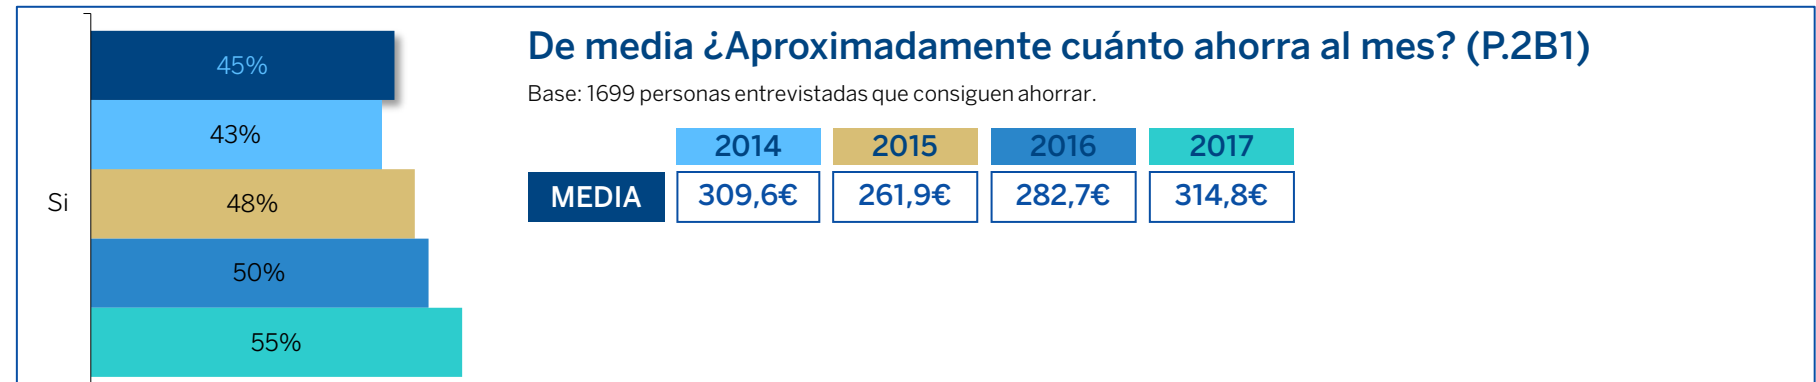 Si
45%
43%
48%
50%
55%
De media ¿Aproximadamente cuánto ahorra al mes? (P.2B1)
Base: 1699 personas entrevistadas que consiguen ahorrar.
2014 2015 2016 2017
MEDIA 309,6€ 261,9€ 282,7€ 314,8€